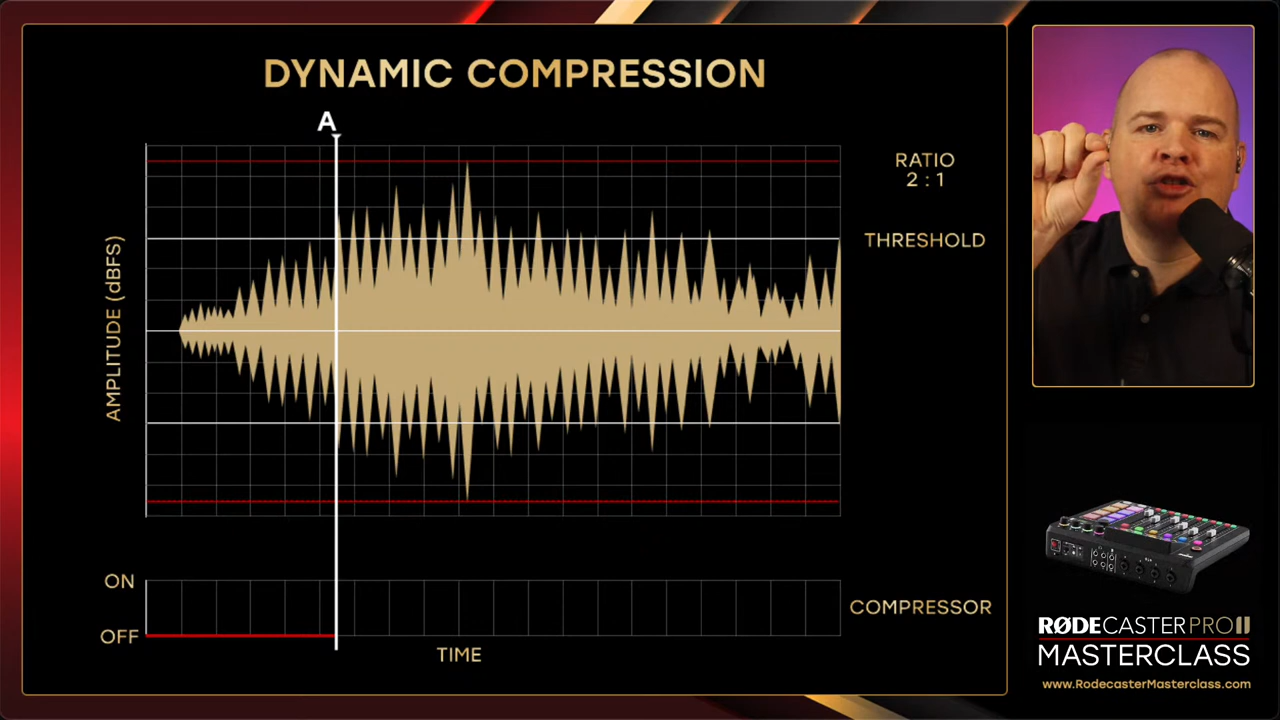 DYNAMIC COMPRESSION
A
RATIO
2 : 1
THRESHOLD
AMPLITUDE (dBFS)
ON
OFF
COMPRESSOR
TIME
RØDECASTER PRO II
MASTERCLASS
www.RodecasterMasterclass.com